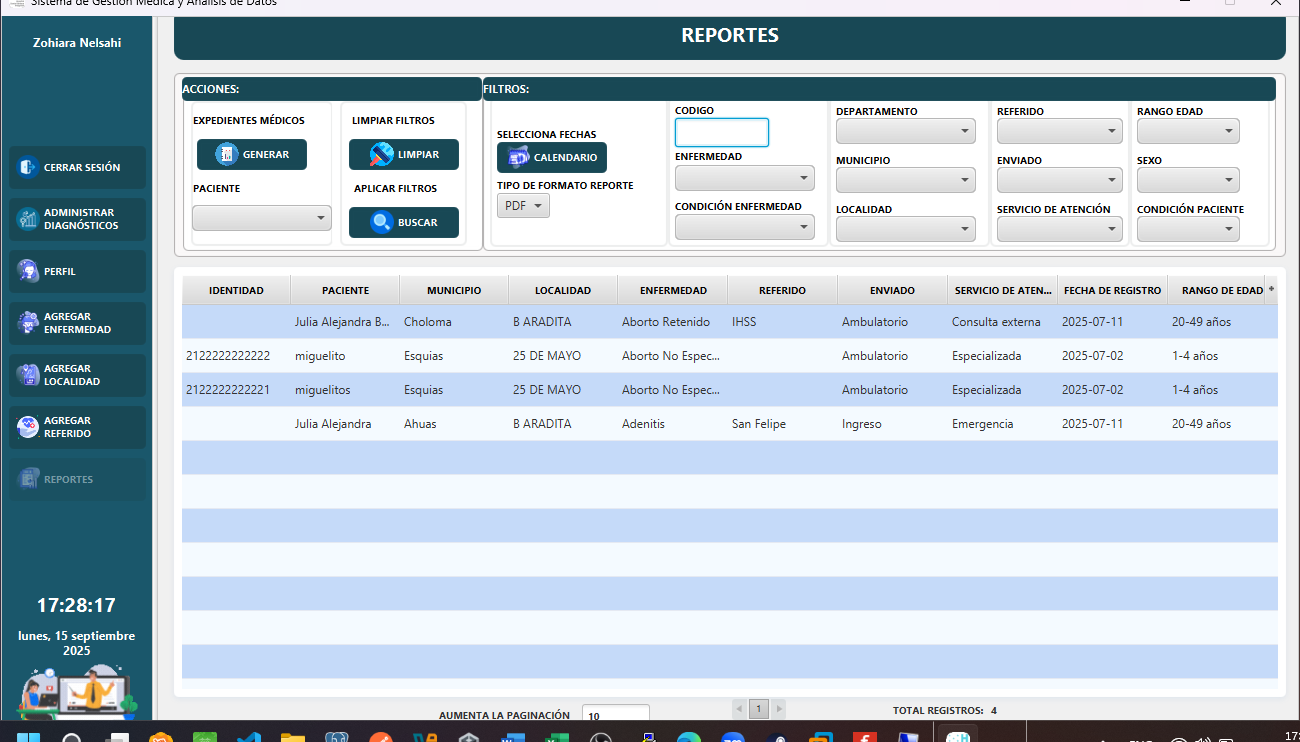 Sistema de Gestión Médica y Análisis de Datos
Zohiara Nelsahi
CERRAR SESIÓN
ADMINISTRAR
DIAGNÓSTICOS
PERFIL
AGREGAR
ENFERMEDAD
AGREGAR
LOCALIDAD
AGREGAR
REFERIDO
REPORTES
17:28:17
lunes, 15 septiembre
2025
REPORTES
ACCIONES:
EXPEDIENTES MÉDICOS
GENERAR
PACIENTE
LIMPIAR FILTROS
LIMPIAR
APLICAR FILTROS
BUSCAR
FILTROS:
SELECCIONA FECHAS
CALENDARIO
TIPO DE FORMATO REPORTE
PDF
CODIGO
ENFERMEDAD
CONDICIÓN ENFERMEDAD
DEPARTAMENTO
MUNICIPIO
LOCALIDAD
REFERIDO
ENVIADO
SERVICIO DE ATENCIÓN
RANGO EDAD
SEXO
CONDICIÓN PACIENTE
IDENTIDAD PACIENTE MUNICIPIO LOCALIDAD ENFERMEDAD REFERIDO ENVIADO SERVICIO DE ATEN... FECHA DE REGISTRO RANGO DE EDAD
Julia Alejandra B... Choloma B ARADITA Aborto Retenido IHSS Ambulatorio Consulta externa 2025-07-11 20-49 años
2122222222222 miguelito Esquias 25 DE MAYO Aborto No Espec... Ambulatorio Especializada 2025-07-02 1-4 años
2122222222221 miguelitos Esquias 25 DE MAYO Aborto No Espec... Ambulatorio Especializada 2025-07-02 1-4 años
Julia Alejandra Ahuas B ARADITA Adenitis San Felipe Ingreso Emergencia 2025-07-11 20-49 años
AUMENTA LA PAGINACIÓN 10
1
TOTAL REGISTROS: 4